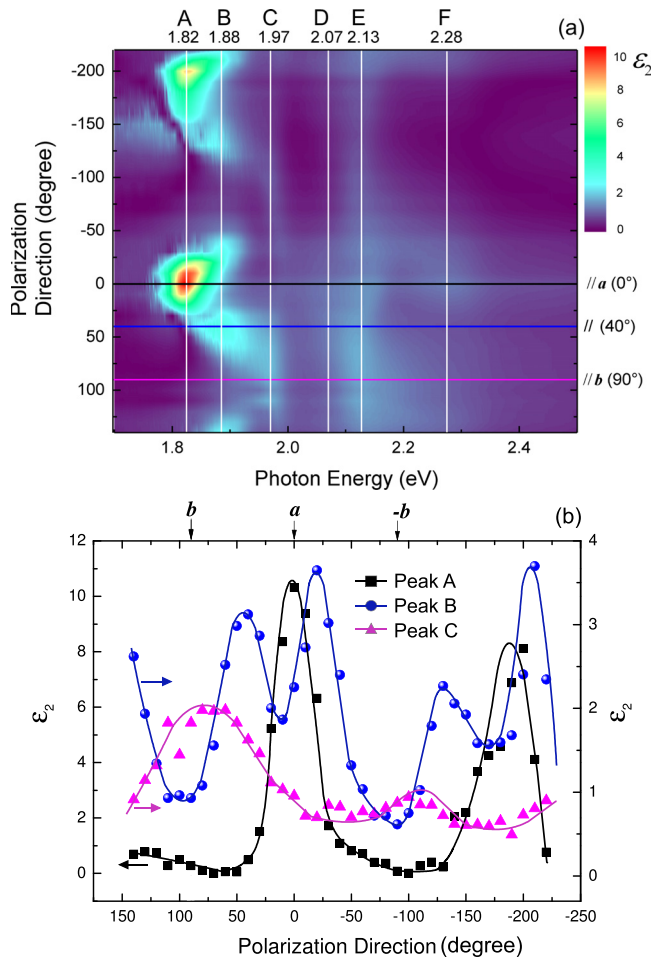 A B C D E F (a)
1.82 1.88 1.97 2.07 2.13 2.28
-200
-150
-100
-50
0
50
100
Polarization
Direction (degree)
1.8 2.0 2.2 2.4
Photon Energy (eV)
10
8
6
4
2
0
ε2
//a (0°)
// (40°)
//b (90°)
b a -b (b)
12
10
8
6
4
2
0
ε2
Peak A
Peak B
Peak C
4
3
2
1
0
ε2
150 100 50 0 -50 -100 -150 -200 -250
Polarization Direction (degree)